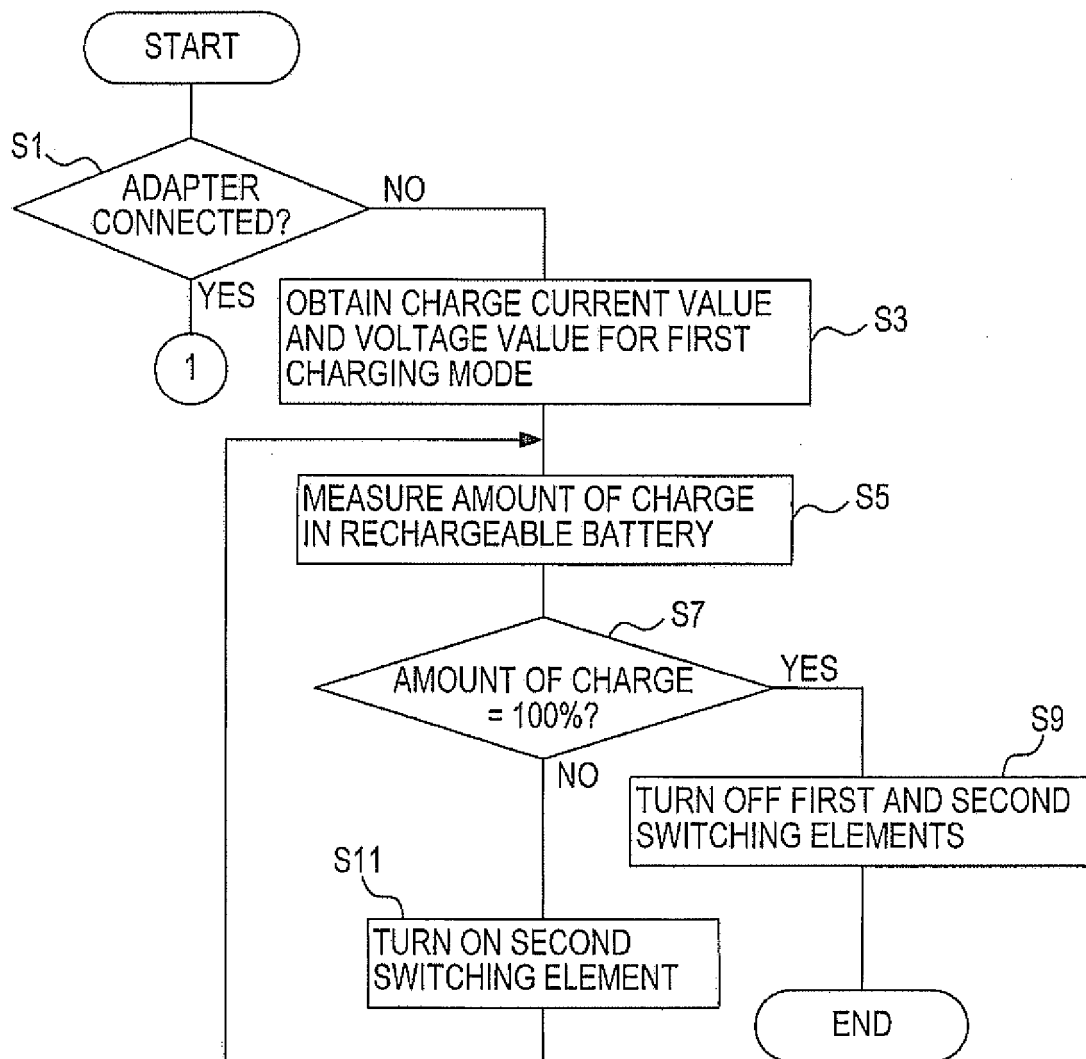 START
S1
ADAPTER
CONNECTED?
NO
YES
1
OBTAIN CHARGE CURRENT VALUE
AND VOLTAGE VALUE FOR FIRST
CHARGING MODE
S3
MEASURE AMOUNT OF CHARGE
IN RECHARGEABLE BATTERY
S5
S7
AMOUNT OF CHARGE
= 100%?
YES
NO
S9
TURN OFF FIRST AND SECOND
SWITCHING ELEMENTS
S11
TURN ON SECOND
SWITCHING ELEMENT
END